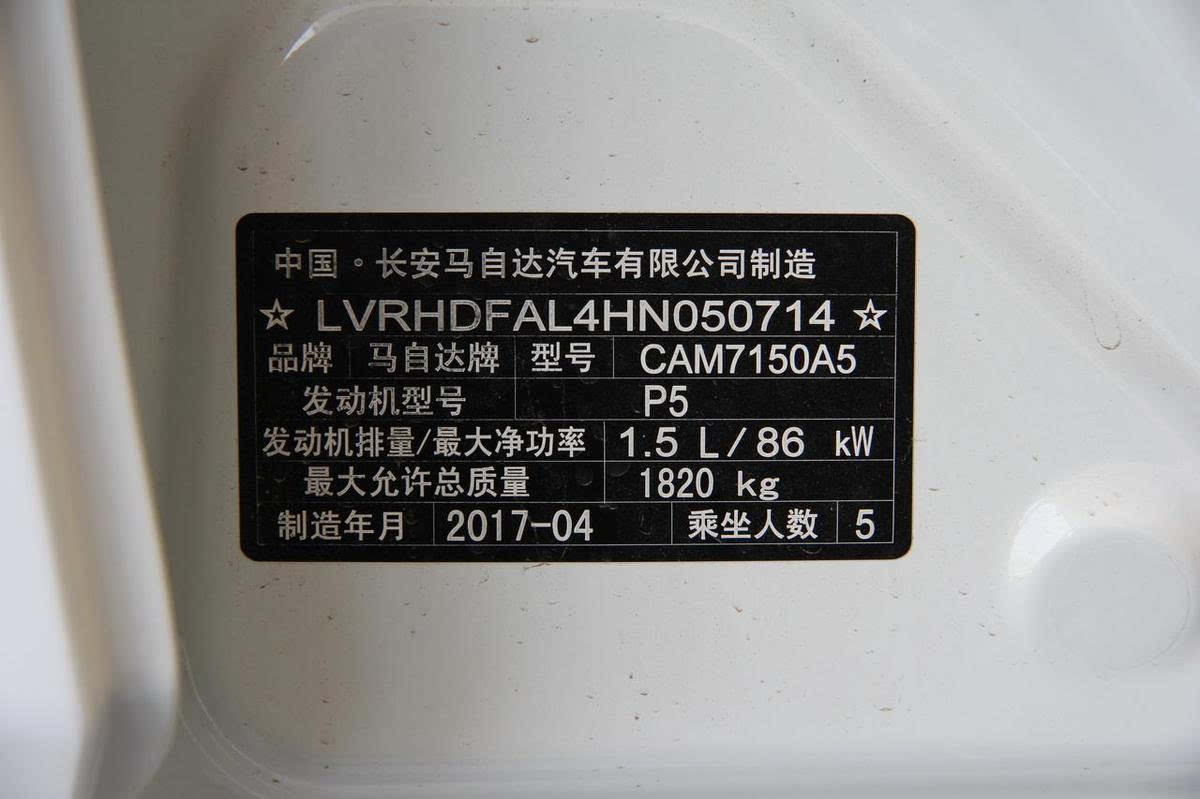 中国·长安马自达汽车有限公司制造
☆ LVRHDFAL4HN050714 ☆
品牌 马自达牌 型号 CAM7150A5
发动机型号 P5
发动机排量/最大净功率 1.5 L/86 kW
最大允许总质量 1820 kg
制造年月 2017-04 乘坐人数 5